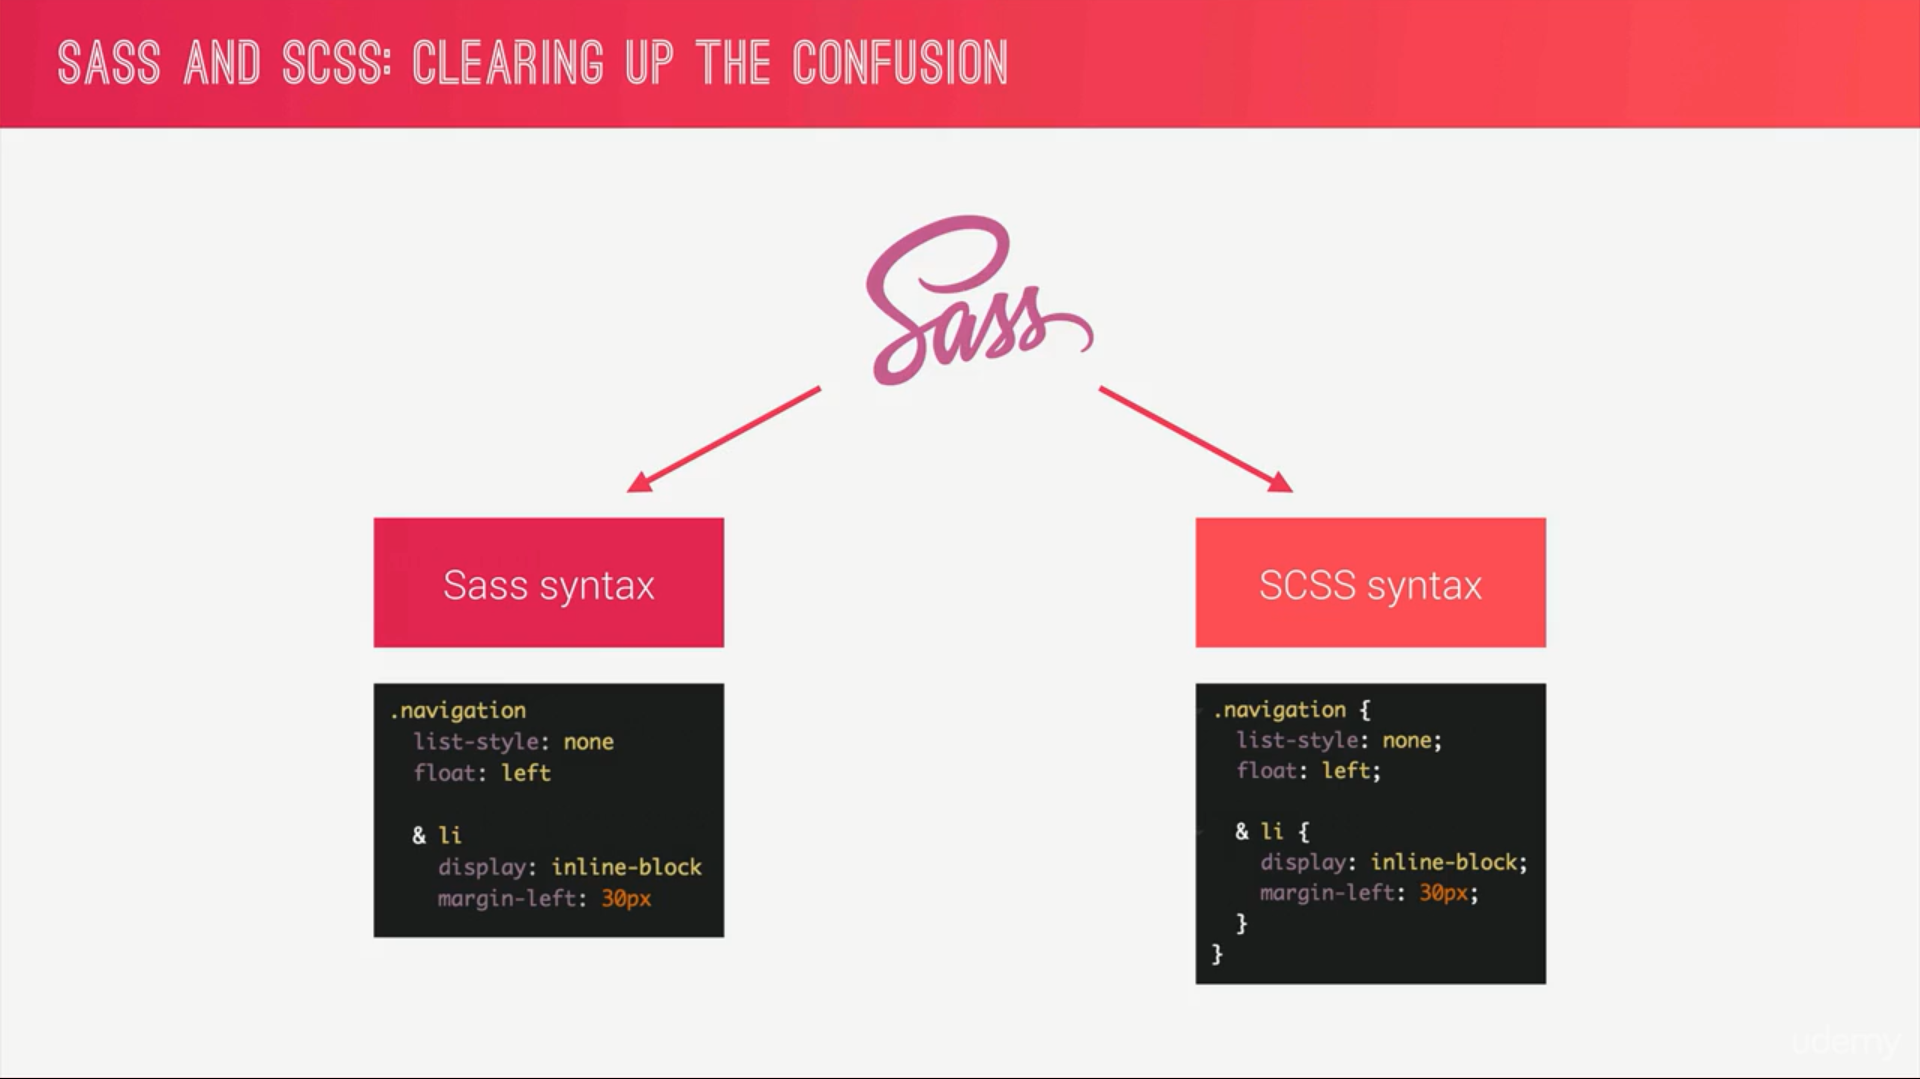 SASS AND SCSS: CLEARING UP THE CONFUSION
Sass
Sass syntax
.navigation
  list-style: none
  float: left
  & li
    display: inline-block
    margin-left: 30px
SCSS syntax
.navigation {
  list-style: none;
  float: left;
  & li {
    display: inline-block;
    margin-left: 30px;
  }
}
udemy